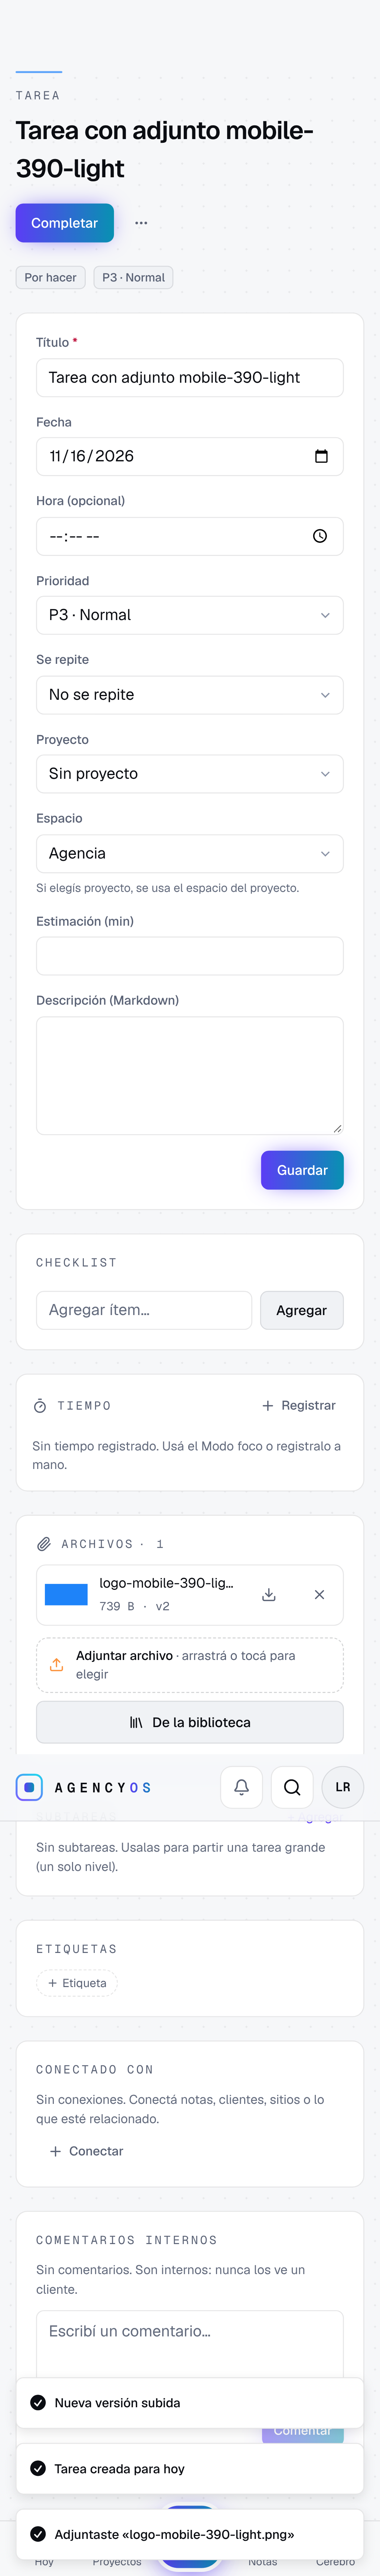 TAREA
Tarea con adjunto mobile-
390-light
Completar
Por hacer
P3 · Normal
Título *
Tarea con adjunto mobile-390-light
Fecha
11/16/2026
Hora (opcional)
--:-- --
Prioridad
P3 · Normal
Se repite
No se repite
Proyecto
Sin proyecto
Espacio
Agencia
Si elegís proyecto, se usa el espacio del proyecto.
Estimación (min)
Descripción (Markdown)
Guardar
CHECKLIST
Agregar ítem...
Agregar
TIEMPO
+ Registrar
Sin tiempo registrado. Usá el Modo foco o registralo a
mano.
ARCHIVOS · 1
logo-mobile-390-lig...
739 B · v2
Adjuntar archivo · arrastrá o tocá para
elegir
De la biblioteca
AGENCYOS
LR
Sin subtareas. Usalas para partir una tarea grande
(un solo nivel).
ETIQUETAS
+ Etiqueta
CONECTADO CON
Sin conexiones. Conectá notas, clientes, sitios o lo
que esté relacionado.
+ Conectar
COMENTARIOS INTERNOS
Sin comentarios. Son internos: nunca los ve un
cliente.
Escribí un comentario...
Nueva versión subida
Comentar
Tarea creada para hoy
Adjuntaste «logo-mobile-390-light.png»
Hoy
Proyectos
Notas
Cerebro